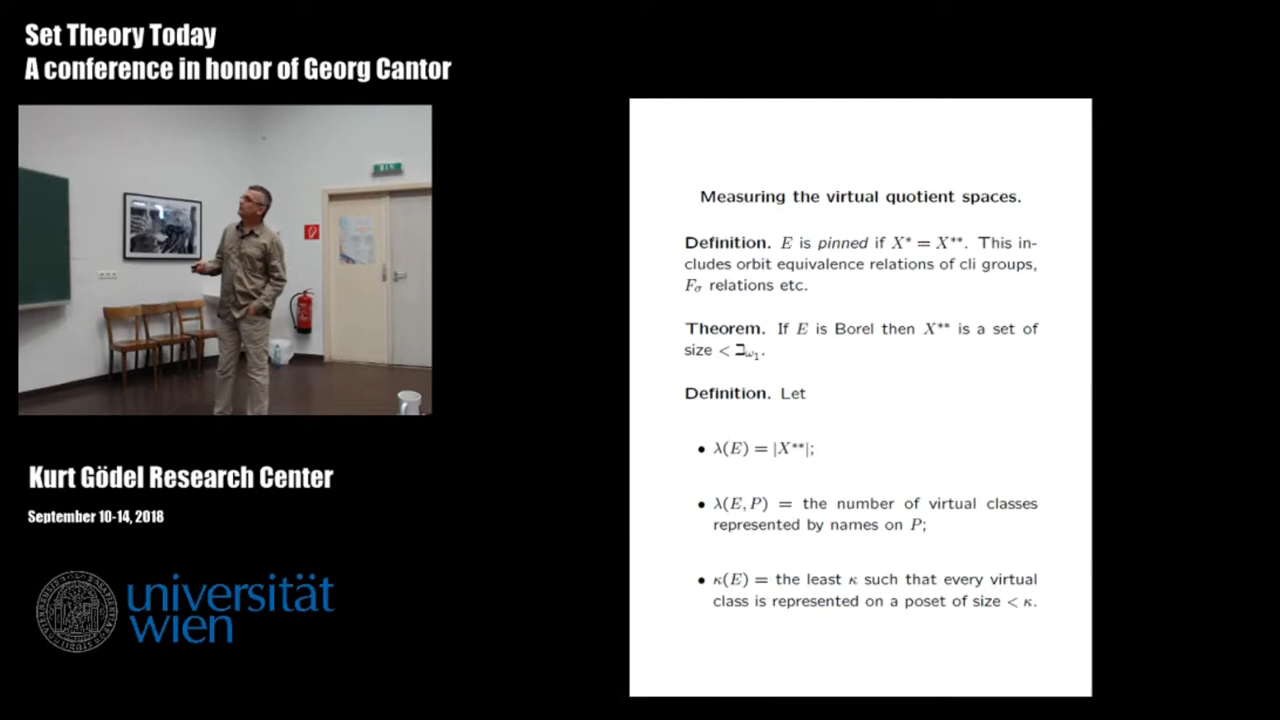 Set Theory Today
A conference in honor of Georg Cantor
Kurt Gödel Research Center
September 10-14, 2018
universität
wien
Measuring the virtual quotient spaces.
Definition. E is pinned if X* = X**. This in-
cludes orbit equivalence relations of cli groups,
Fσ relations etc.
Theorem. If E is Borel then X** is a set of
size < ℶω₁.
Definition. Let
• λ(E) = |X**|;
• λ(E, P) = the number of virtual classes
represented by names on P;
• κ(E) = the least κ such that every virtual
class is represented on a poset of size < κ.